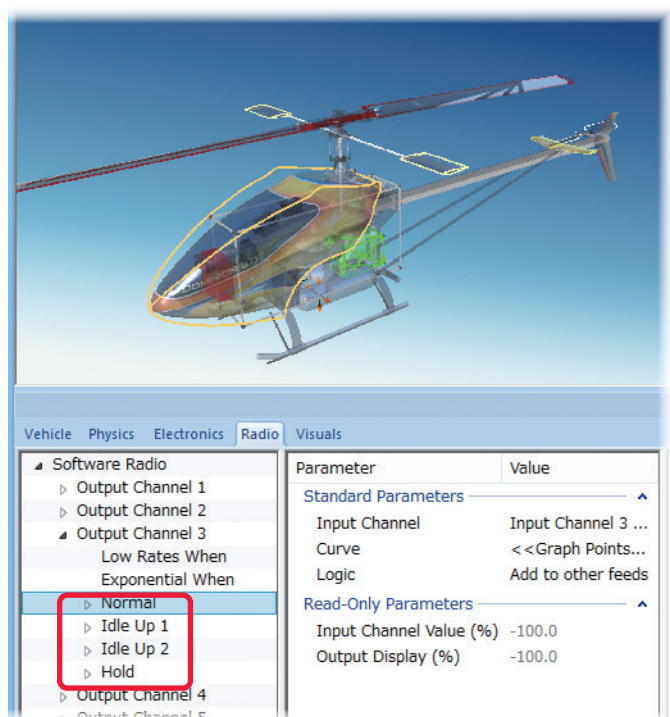 Vehicle Physics Electronics Radio Visuals
Software Radio
Output Channel 1
Output Channel 2
Output Channel 3
Low Rates When
Exponential When
Normal
Idle Up 1
Idle Up 2
Hold
Output Channel 4
Output Channel 5
Parameter Value
Standard Parameters
Input Channel Input Channel 3 ...
Curve <<Graph Points...
Logic Add to other feeds
Read-Only Parameters
Input Channel Value (%) -100.0
Output Display (%) -100.0